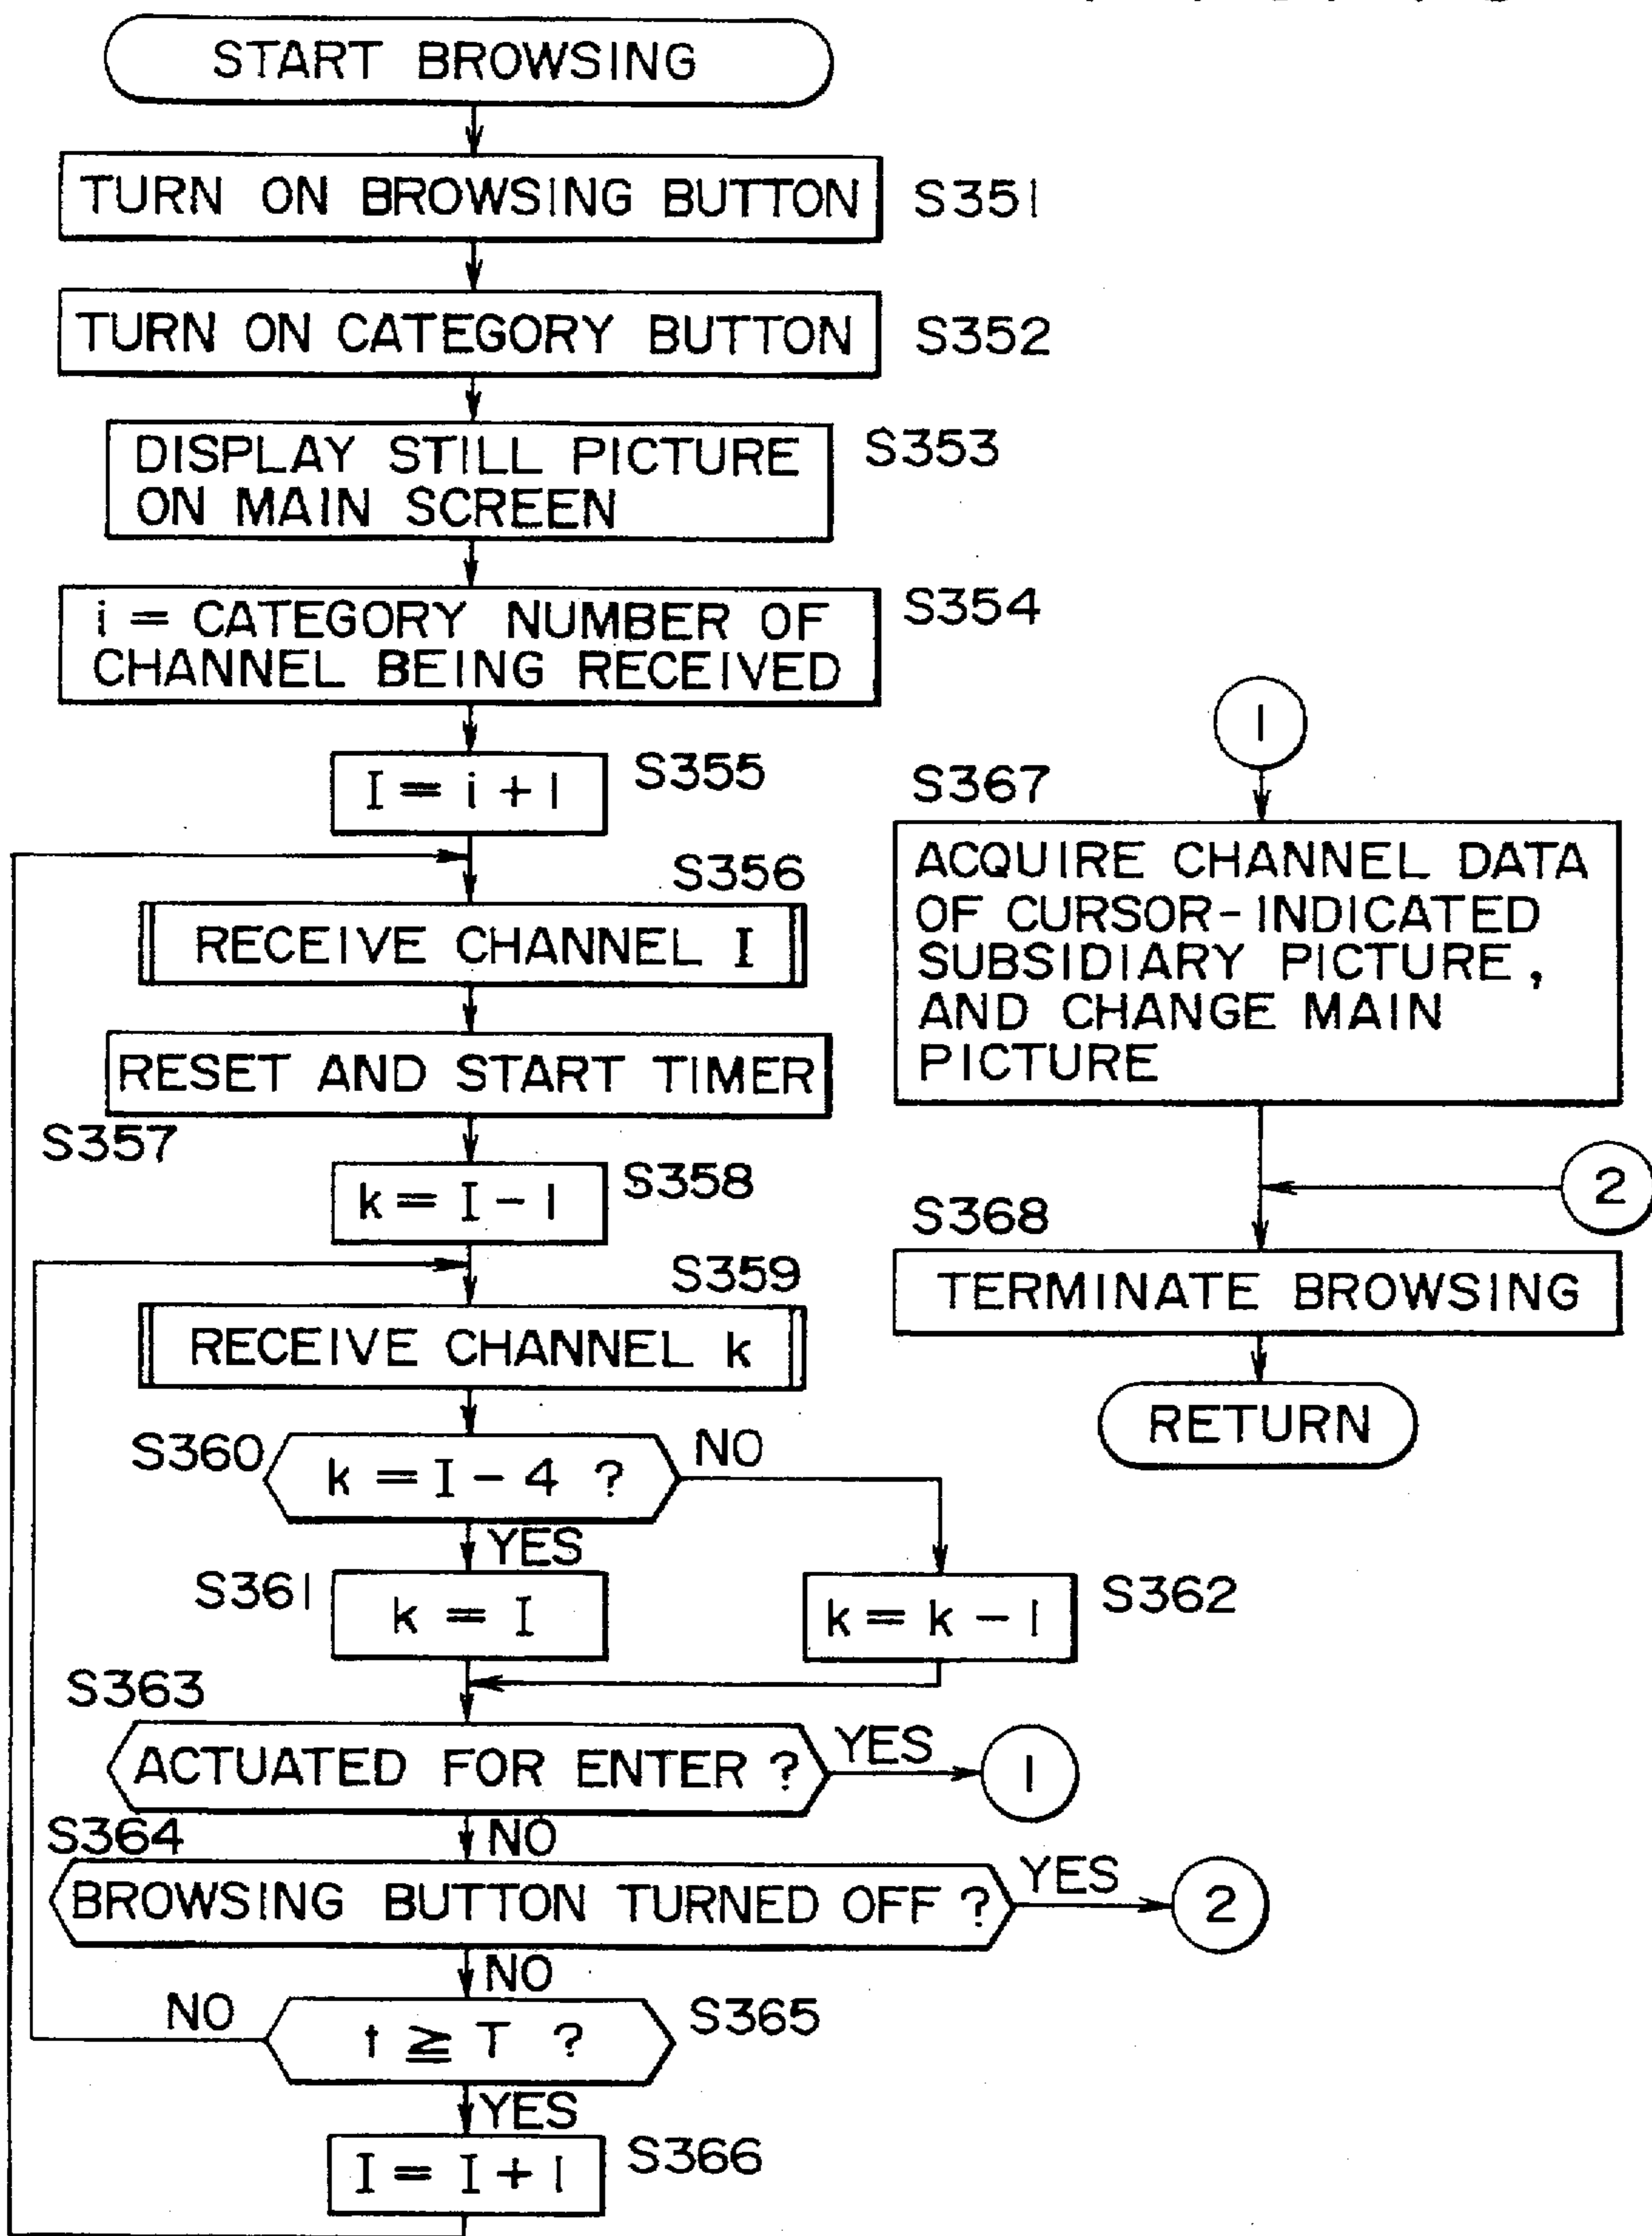 START BROWSING
TURN ON BROWSING BUTTON
S351
TURN ON CATEGORY BUTTON
S352
DISPLAY STILL PICTURE
ON MAIN SCREEN
S353
i = CATEGORY NUMBER OF
CHANNEL BEING RECEIVED
S354
I = i + 1
S355
S356
RECEIVE CHANNEL I
RESET AND START TIMER
S357
k = I - 1
S358
S359
RECEIVE CHANNEL k
S360
k = I - 4 ?
NO
YES
S361
k = I
k = k - 1
S362
S363
ACTUATED FOR ENTER ?
YES
1
NO
S364
BROWSING BUTTON TURNED OFF ?
YES
2
NO
t ≧ T ?
S365
NO
YES
I = I + 1
S366
1
S367
ACQUIRE CHANNEL DATA
OF CURSOR-INDICATED
SUBSIDIARY PICTURE,
AND CHANGE MAIN
PICTURE
2
S368
TERMINATE BROWSING
RETURN